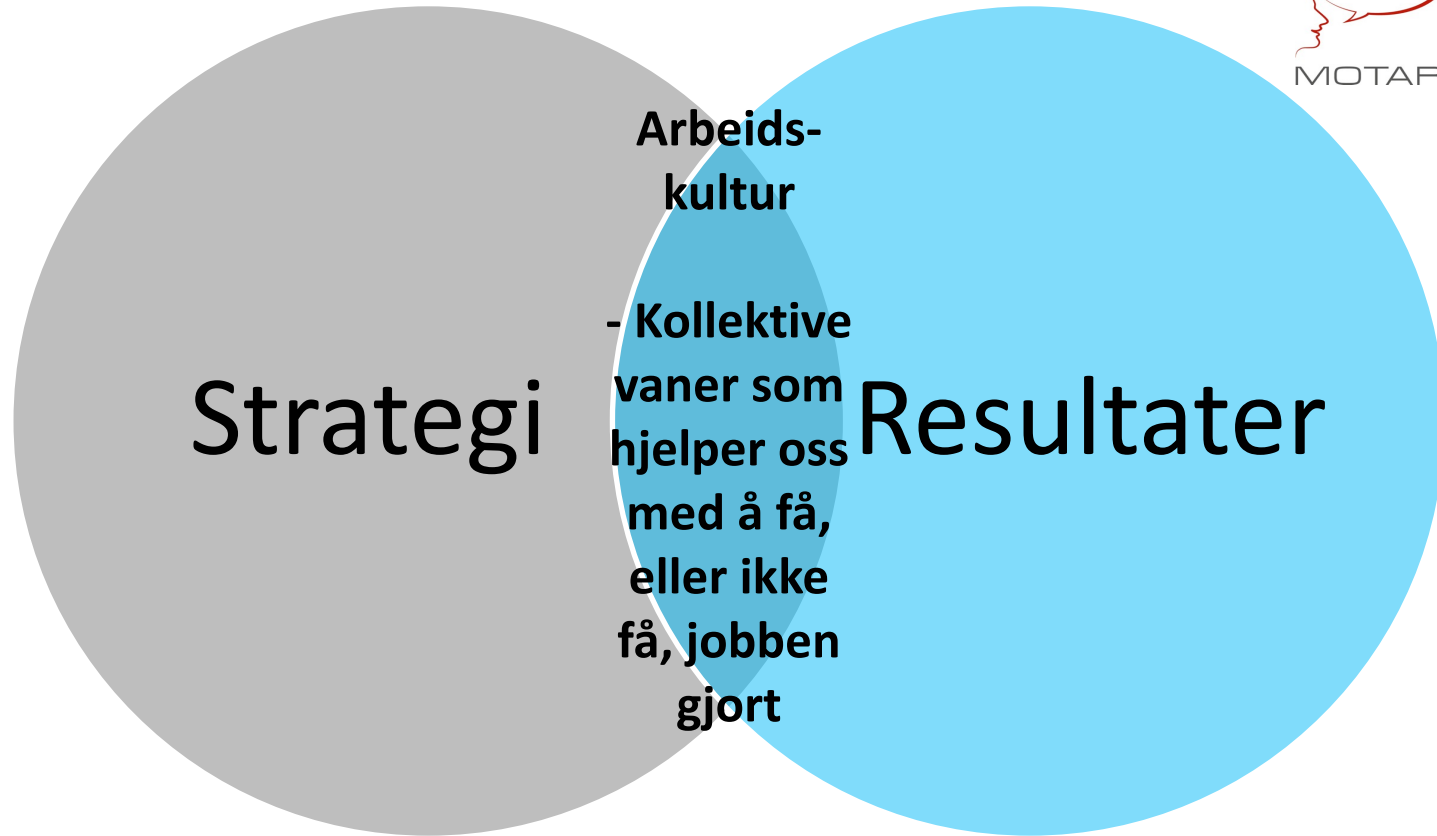 MOTAF
Arbeids-
kultur
- Kollektive
vaner som
hjelper oss
med å få,
eller ikke
få, jobben
gjort
Strategi
Resultater